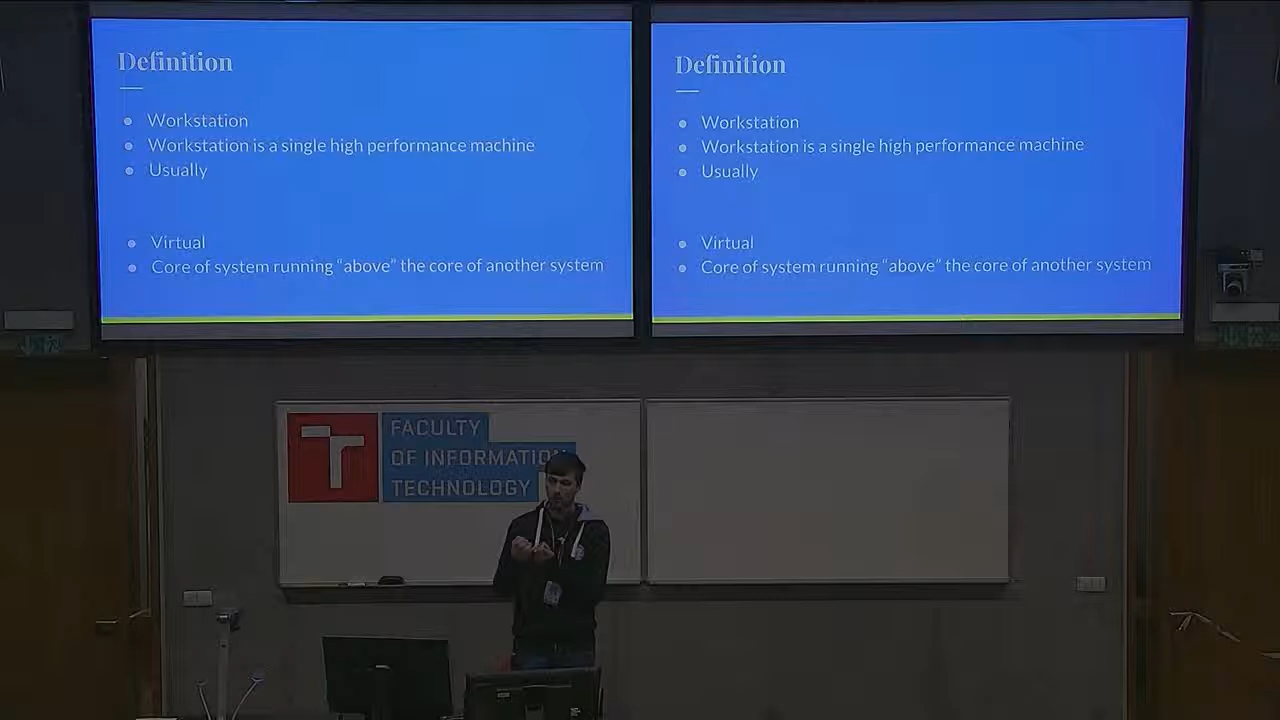 Definition
Workstation
Workstation is a single high performance machine
Usually
Virtual
Core of system running “above” the core of another system
Definition
Workstation
Workstation is a single high performance machine
Usually
Virtual
Core of system running “above” the core of another system
FACULTY
OF INFORMATION
TECHNOLOGY